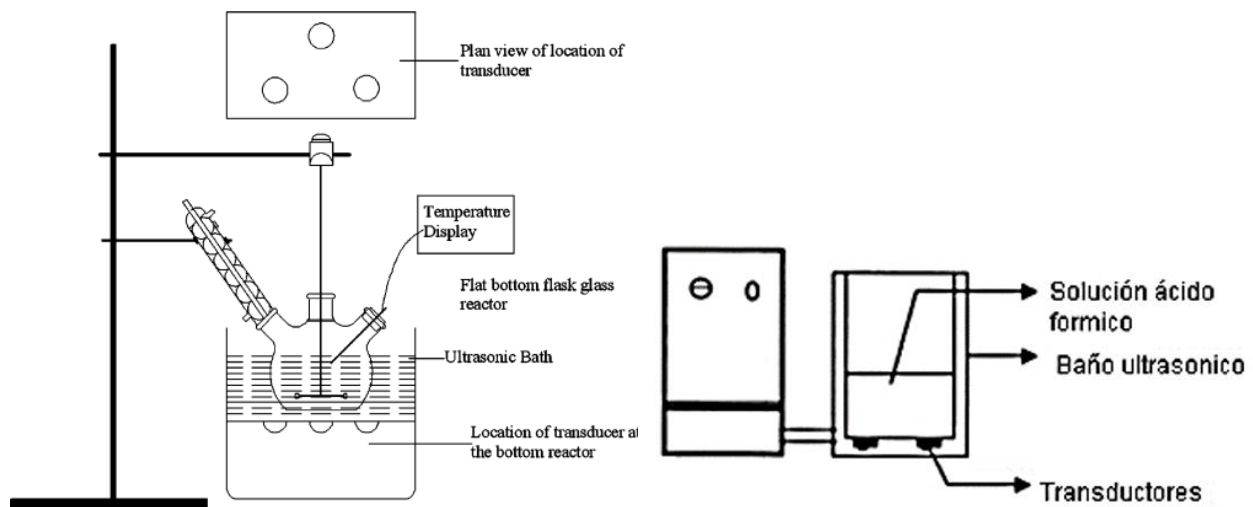 Plan view of location of
transducer
Temperature
Display
Flat bottom flask glass
reactor
Ultrasonic Bath
Location of transducer at
the bottom reactor
Solución ácido
formico
Baño ultrasonico
Transductores